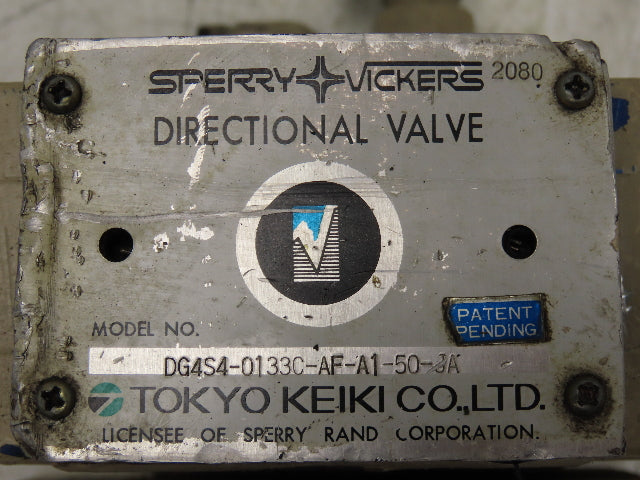 SPERRY VICKERS 2080
DIRECTIONAL VALVE
PATENT
PENDING
MODEL NO.
DG4S4-0133C-AF-A1-50-JA
TOKYO KEIKI CO.,LTD.
LICENSEE OF SPERRY RAND CORPORATION.